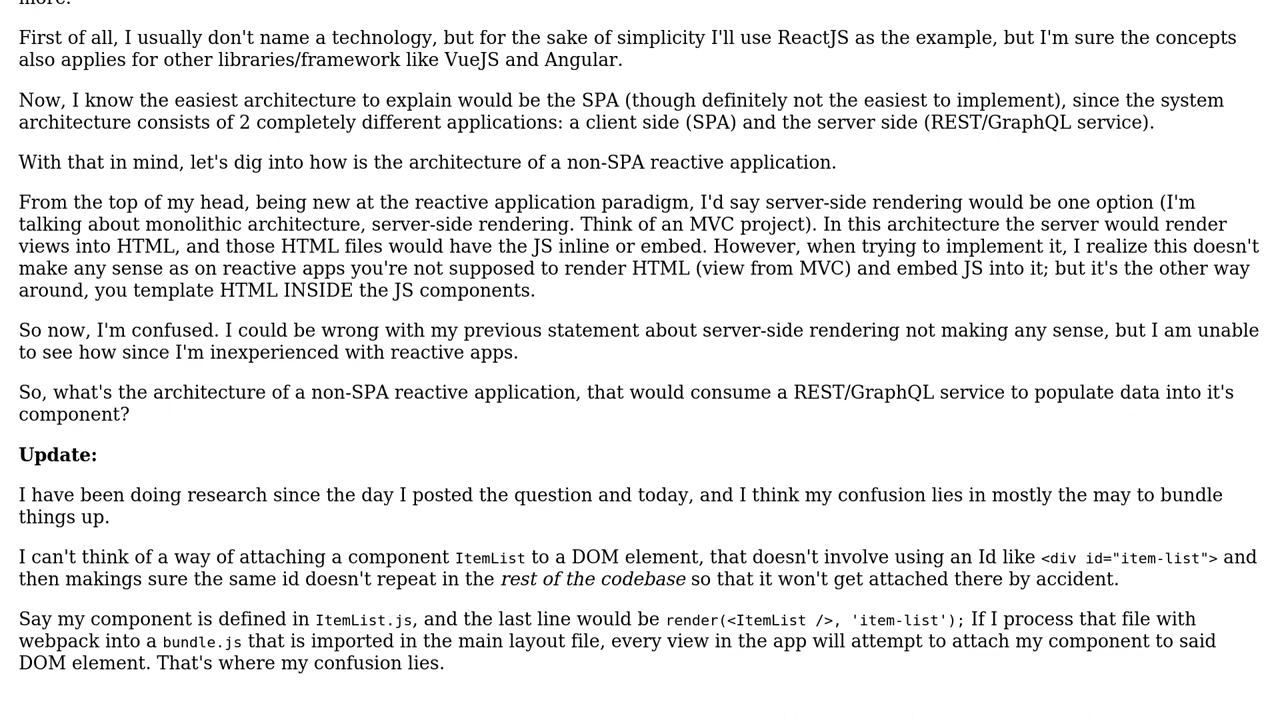 more.
First of all, I usually don't name a technology, but for the sake of simplicity I'll use ReactJS as the example, but I'm sure the concepts
also applies for other libraries/framework like VueJS and Angular.
Now, I know the easiest architecture to explain would be the SPA (though definitely not the easiest to implement), since the system
architecture consists of 2 completely different applications: a client side (SPA) and the server side (REST/GraphQL service).
With that in mind, let's dig into how is the architecture of a non-SPA reactive application.
From the top of my head, being new at the reactive application paradigm, I'd say server-side rendering would be one option (I'm
talking about monolithic architecture, server-side rendering. Think of an MVC project). In this architecture the server would render
views into HTML, and those HTML files would have the JS inline or embed. However, when trying to implement it, I realize this doesn't
make any sense as on reactive apps you're not supposed to render HTML (view from MVC) and embed JS into it; but it's the other way
around, you template HTML INSIDE the JS components.
So now, I'm confused. I could be wrong with my previous statement about server-side rendering not making any sense, but I am unable
to see how since I'm inexperienced with reactive apps.
So, what's the architecture of a non-SPA reactive application, that would consume a REST/GraphQL service to populate data into it's
component?
Update:
I have been doing research since the day I posted the question and today, and I think my confusion lies in mostly the may to bundle
things up.
I can't think of a way of attaching a component ItemList to a DOM element, that doesn't involve using an Id like <div id="item-list"> and
then makings sure the same id doesn't repeat in the rest of the codebase so that it won't get attached there by accident.
Say my component is defined in ItemList.js, and the last line would be render(<ItemList />, 'item-list'); If I process that file with
webpack into a bundle.js that is imported in the main layout file, every view in the app will attempt to attach my component to said
DOM element. That's where my confusion lies.